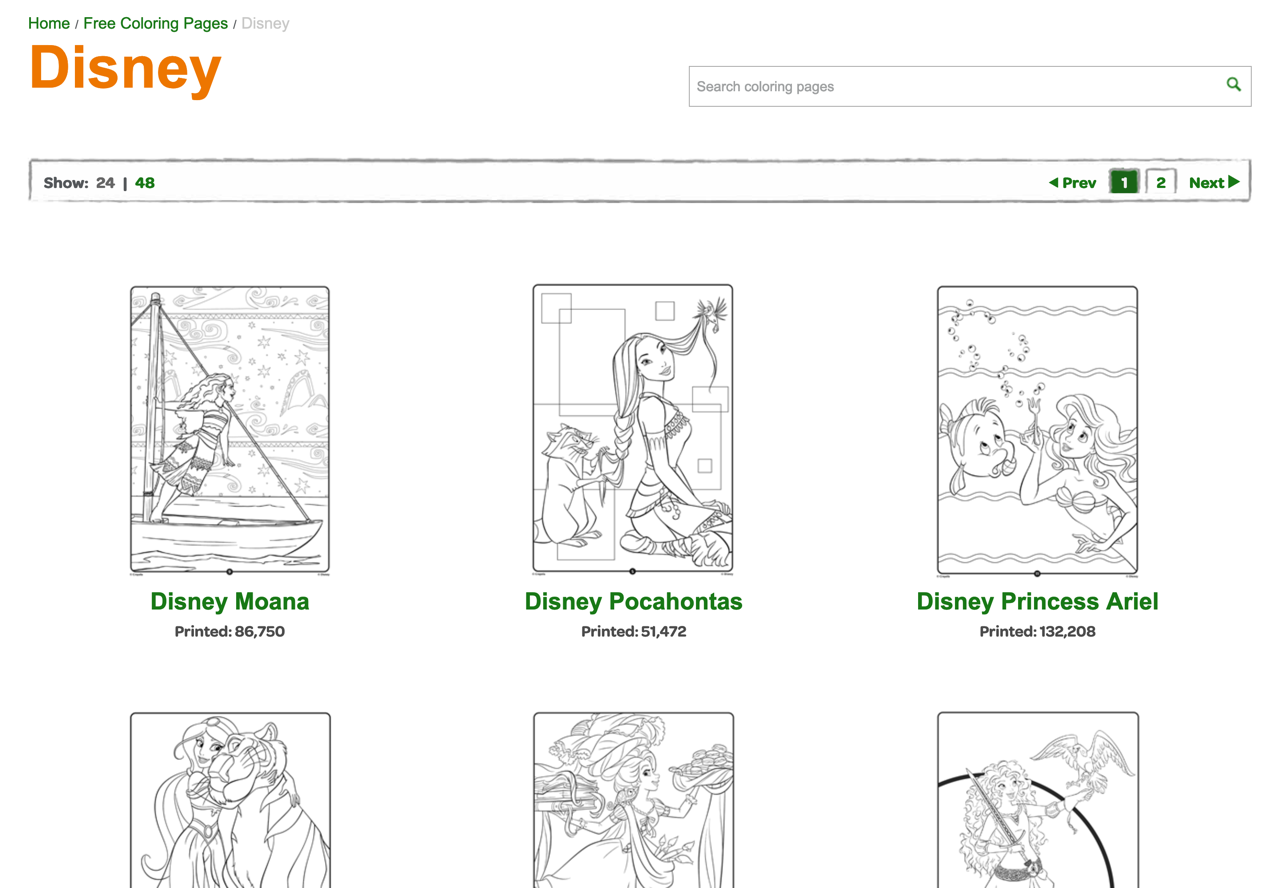 Home / Free Coloring Pages / Disney
Disney
Search coloring pages
Show: 24 | 48
Prev 1 2 Next
Disney Moana
Printed: 86,750
Disney Pocahontas
Printed: 51,472
Disney Princess Ariel
Printed: 132,208